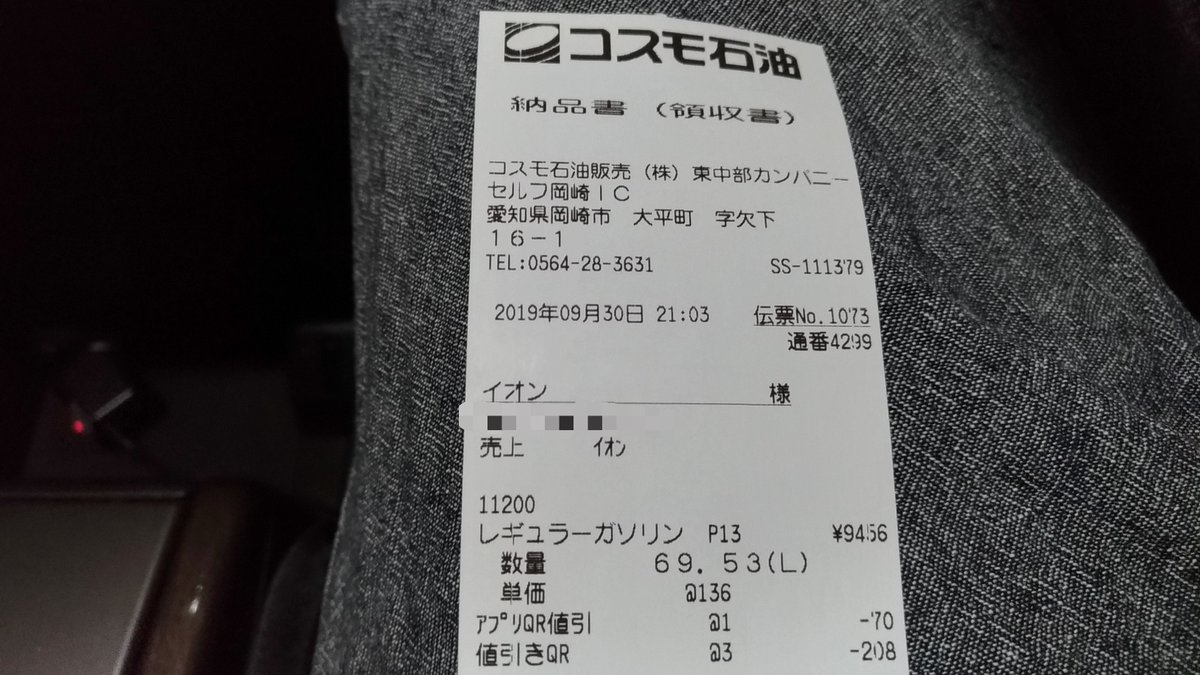 コスモ石油
納品書 (領収書)
コスモ石油販売(株)東中部カンパニー
セルフ岡崎IC
愛知県岡崎市 大平町 字欠下
16-1
TEL:0564-28-3631 SS-111379
2019年09月30日 21:03 伝票No.1073
通番4299
イオン 様
売上 イオン
11200
レギュラーガソリン P13 ¥9456
数量 69.53(L)
単価 @136
アプリQR値引 @1 -70
値引きQR @3 -208